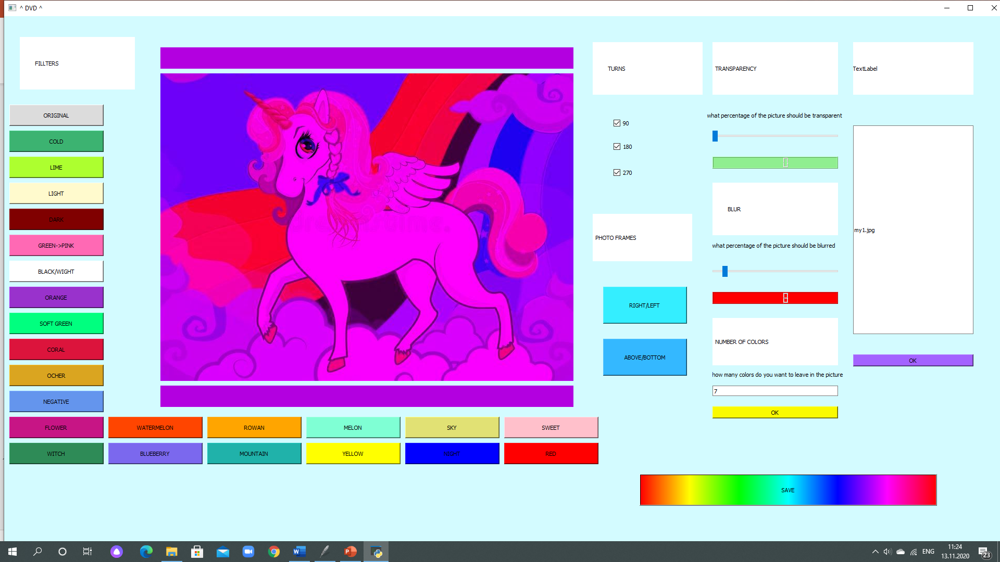 ^ DVD ^
FILLTERS
TURNS
TRANSPARENCY
TextLabel
ORIGINAL
COLD
LIME
LIGHT
DARK
GREEN->PINK
BLACK/WIGHT
ORANGE
SOFT GREEN
CORAL
OCHER
NEGATIVE
FLOWER
WATERMELON
ROWAN
MELON
SKY
SWEET
WITCH
BLUEBERRY
MOUNTAIN
YELLOW
NIGHT
RED
90
180
270
PHOTO FRAMES
RIGHT/LEFT
ABOVE/BOTTOM
what percentage of the picture should be transparent
0
BLUR
what percentage of the picture should be blurred
8
NUMBER OF COLORS
how many colors do you want to leave in the picture
7
OK
my1.jpg
OK
SAVE
ENG
11:24
13.11.2020
23